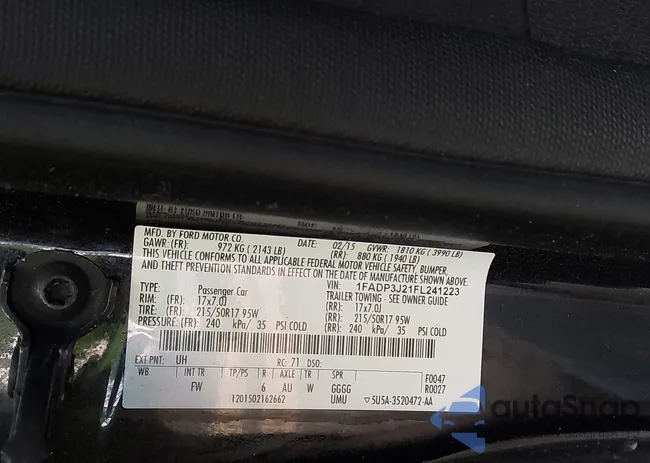 MFD. BY FORD MOTOR CO. DATE: 02/15 GVWR: 1810 KG ( 3990 LB)
GAWR: (FR): 972 KG ( 2143 LB) (RR): 880 KG ( 1940 LB)
THIS VEHICLE CONFORMS TO ALL APPLICABLE FEDERAL MOTOR VEHICLE SAFETY, BUMPER,
AND THEFT PREVENTION STANDARDS IN EFFECT ON THE DATE OF MANUFACTURE SHOWN ABOVE.
VIN: 1FADP3J21FL241223
TYPE: Passenger Car TRAILER TOWING - SEE OWNER GUIDE
RIM: (FR): 17x7.0J (RR): 17x7.0J
TIRE: (FR): 215/50R17 95W (RR): 215/50R17 95W
PRESSURE: (FR): 240 kPa/ 35 PSI COLD (RR): 240 kPa/ 35 PSI COLD
EXT PNT: UH RC: 71 DSO:
WB INT TR TP/PS R AXLE TR SPR F0047
FW 6 AU W GGGG R0027
1201502162662 UMU ▽5U5A-3520472-AA
autoSnap